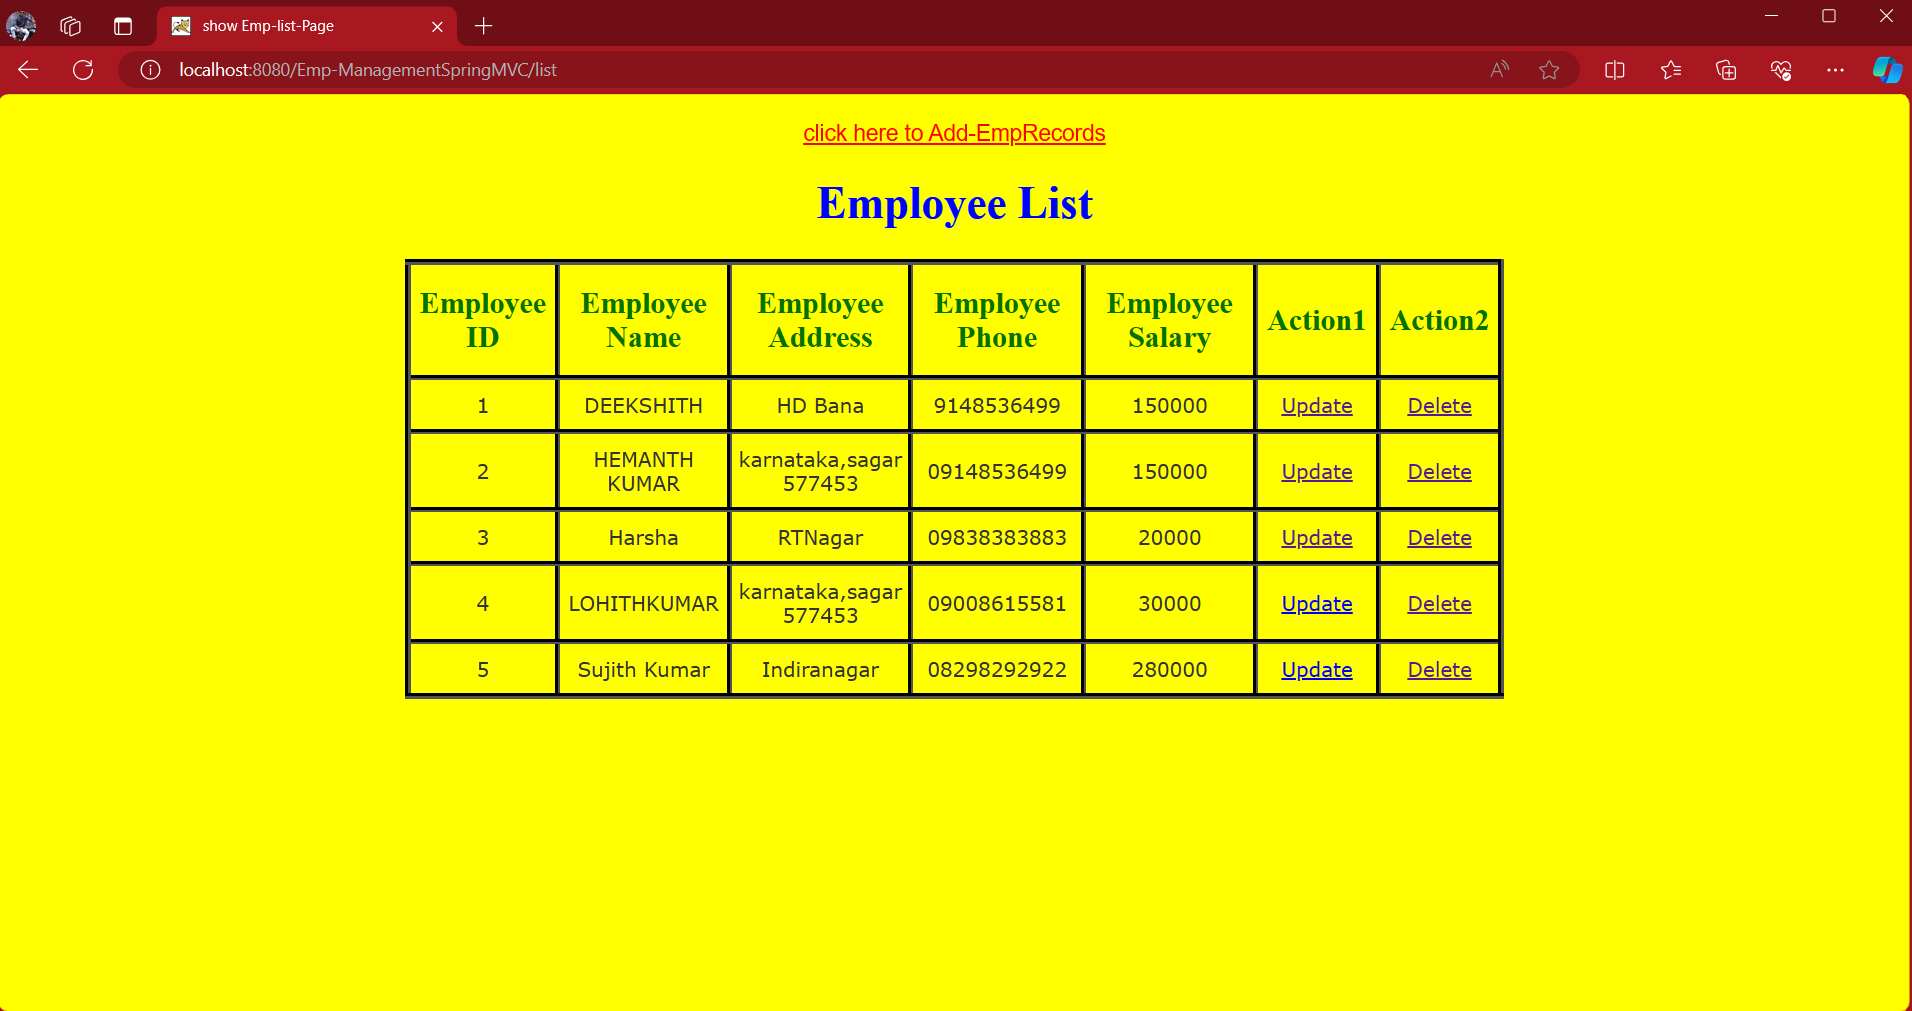 show Emp-list-Page
localhost:8080/Emp-ManagementSpringMVC/list
click here to Add-EmpRecords
Employee List
Employee ID Employee Name Employee Address Employee Phone Employee Salary Action1 Action2
1 DEEKSHITH HD Bana 9148536499 150000 Update Delete
2 HEMANTH KUMAR karnataka,sagar 577453 09148536499 150000 Update Delete
3 Harsha RTNagar 09838383883 20000 Update Delete
4 LOHITHKUMAR karnataka,sagar 577453 09008615581 30000 Update Delete
5 Sujith Kumar Indiranagar 08298292922 280000 Update Delete